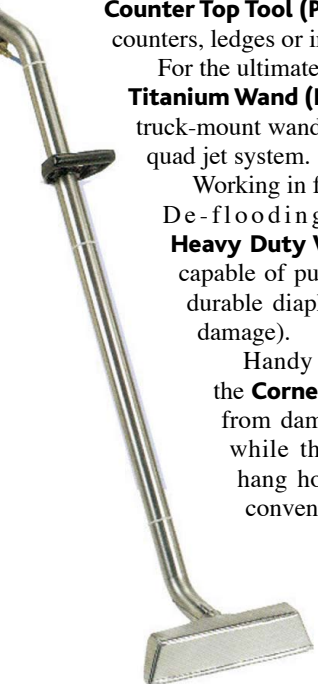 Counter Top Tool (P
counters, ledges or in
For the ultimate
Titanium Wand (
truck-mount wand
quad jet system.
Working in f
De-flooding
Heavy Duty
capable of pu
durable diap
damage).
Handy
the Corne
from dam
while th
hang ho
conven